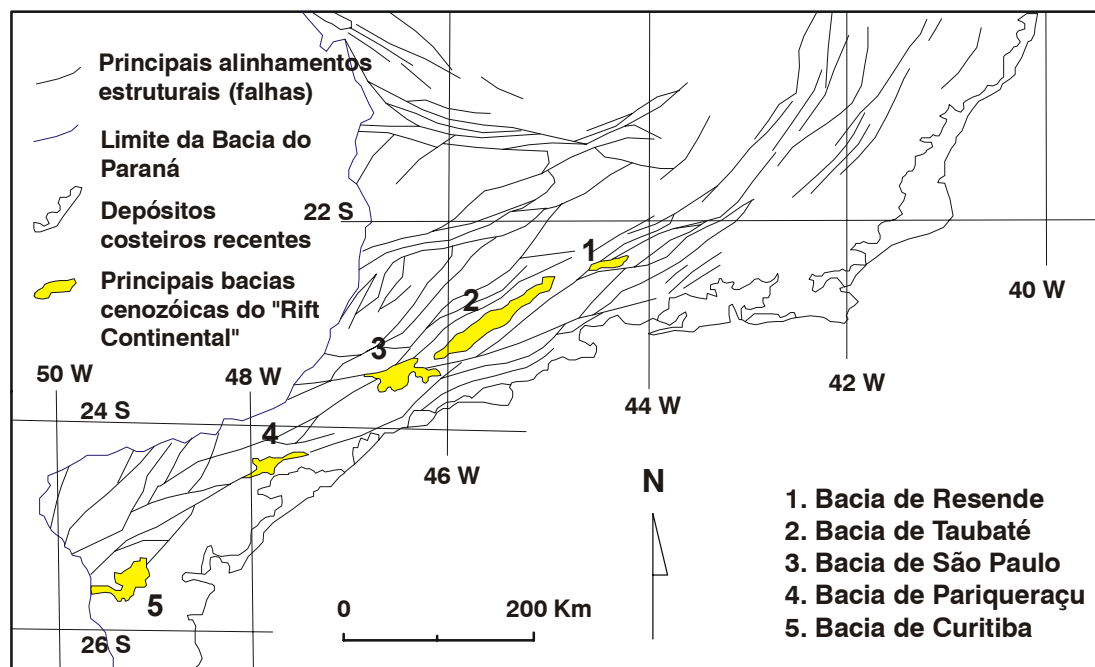 Principais alinhamentos
estruturais (falhas)
Limite da Bacia do
Paraná
Depósitos
costeiros recentes
Principais bacias
cenozóicas do "Rift
Continental"
22 S
1
2
3
40 W
50 W
48 W
42 W
24 S
44 W
4
46 W
N
5
26 S
0
200 Km
1. Bacia de Resende
2. Bacia de Taubaté
3. Bacia de São Paulo
4. Bacia de Pariqueraçu
5. Bacia de Curitiba